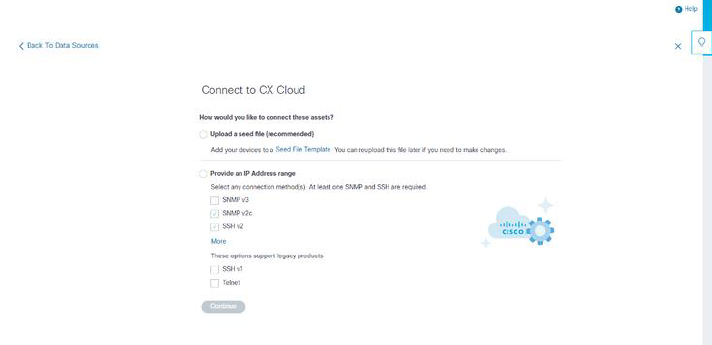 Help
Back To Data Sources
Connect to CX Cloud
How would you like to connect these assets?
Upload a seed file (recommended)
Add your devices to a Seed File Template. You can reupload this file later if you need to make changes.
Provide an IP Address range
Select any connection method(s). At least one SNMP and SSH are required.
SNMP v3
SNMP v2c
SSH v2
CISCO
More
These options support legacy products
SSH v1
Telnet
Continue